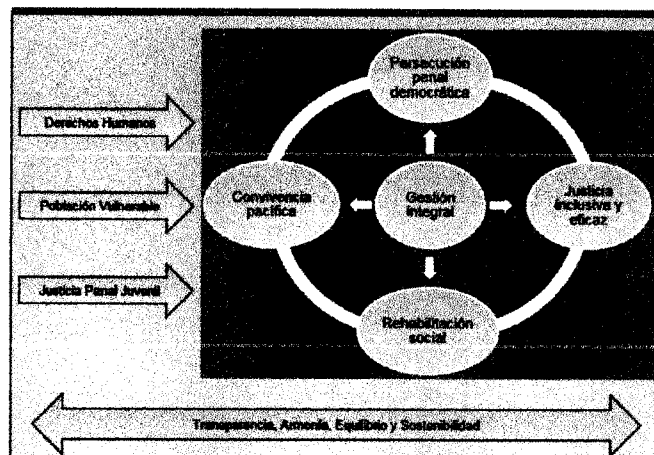 Persecución
penal
democrática
Derechos Humanos
Población Vulnerable
Convivencia
pacífica
Gestión
integral
Justicia
inclusiva y
eficaz
Justicia Penal Juvenil
Rehabilitación
social
Transparencia, Armonía, Equilibrio y Sostenibilidad